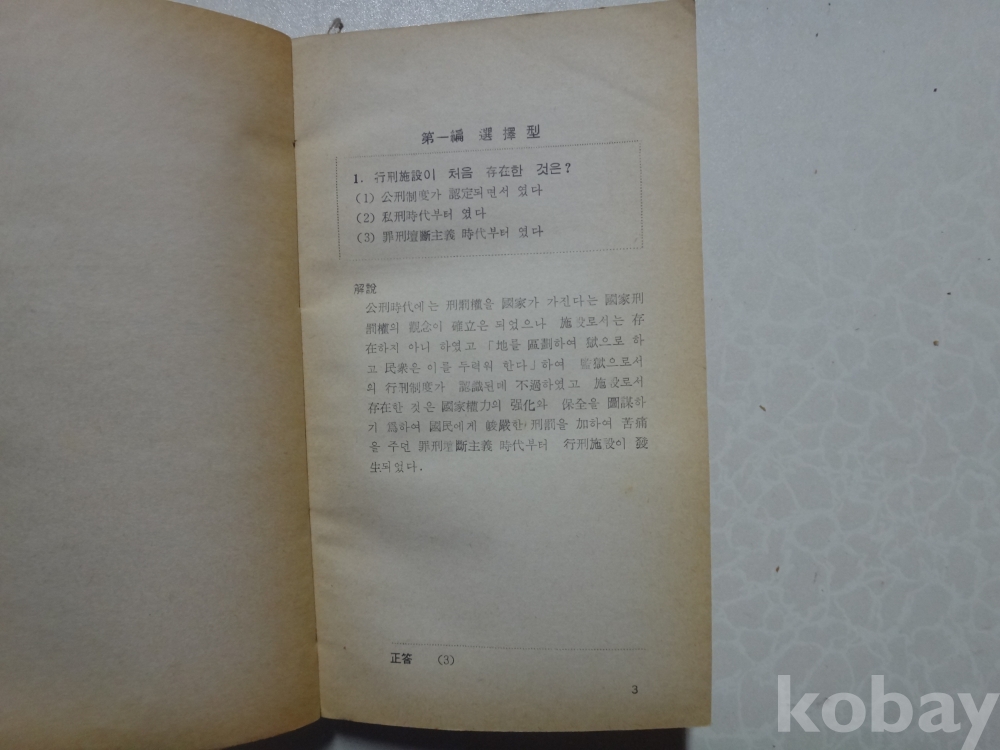 第一編 選擇型
1. 行刑施設이 처음 存在한 것은?
(1) 公刑制度가 認定되면서 였다
(2) 私刑時代부터 였다
(3) 罪刑壇斷主義 時代부터 였다
解說
公刑時代에는 刑罰權을 國家가 가진다는 國家刑
罰權의 觀念이 確立은 되었으나 施設로서는 存
在하지 아니 하였고 「地를 區劃하여 獄으로 하
고 民衆은 이를 두려워 한다」하여 監獄으로서
의 行刑制度가 認識된데 不過하였고 施設로서
存在한 것은 國家權力의 强化와 保全을 圖謀하
기 爲하여 國民에게 峻嚴한 刑罰을 加하여 苦痛
을 주던 罪刑壇斷主義 時代부터 行刑施設이 發
生되었다.
正答 (3)
3
kobay